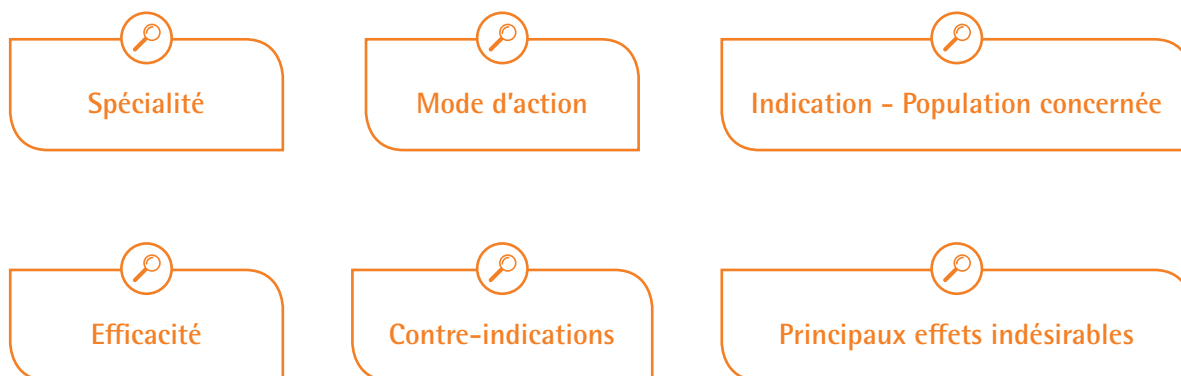 Spécialité
Mode d'action
Indication - Population concernée
Efficacité
Contre-indications
Principaux effets indésirables